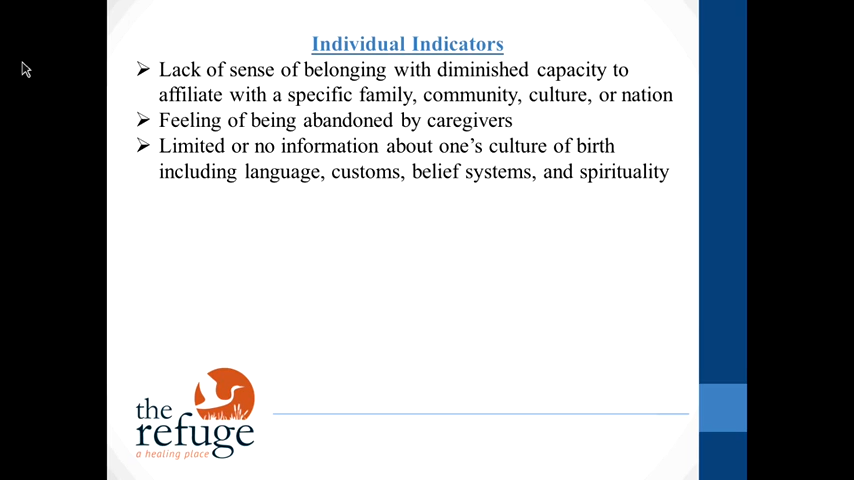 Individual Indicators
➢ Lack of sense of belonging with diminished capacity to
affiliate with a specific family, community, culture, or nation
➢ Feeling of being abandoned by caregivers
➢ Limited or no information about one’s culture of birth
including language, customs, belief systems, and spirituality
the
refuge
a healing place